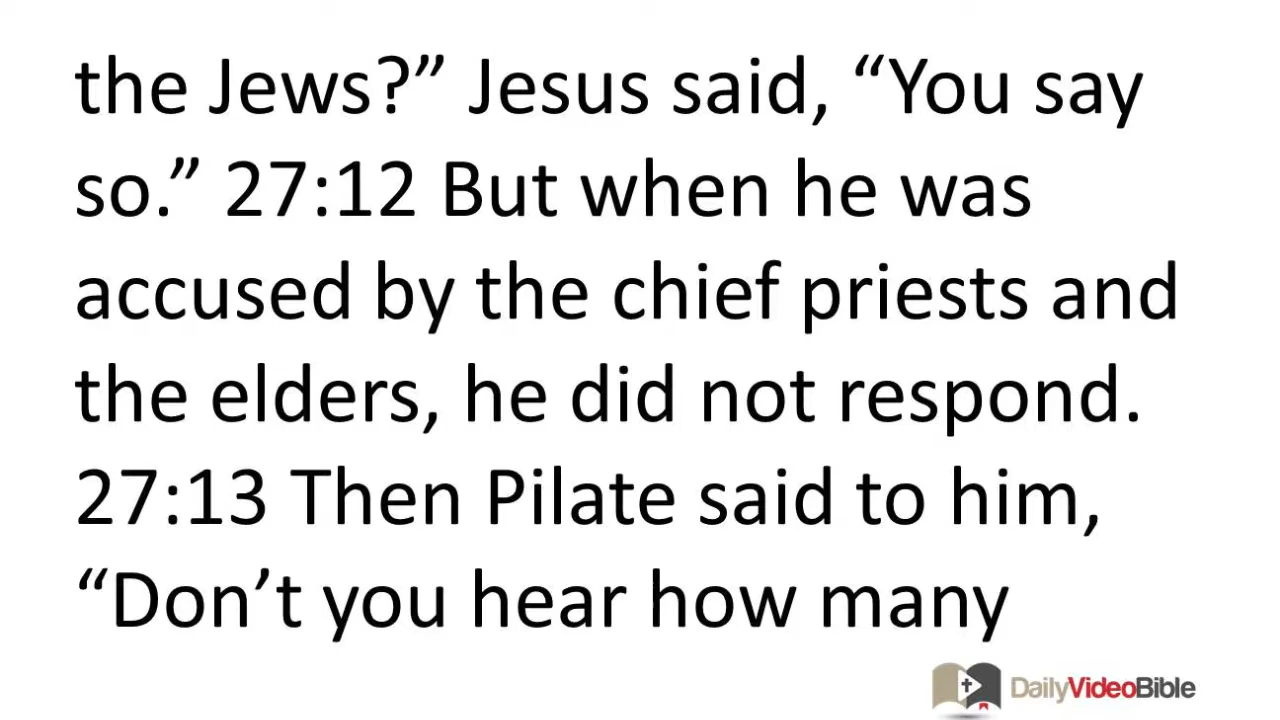 the Jews?” Jesus said, “You say
so.” 27:12 But when he was
accused by the chief priests and
the elders, he did not respond.
27:13 Then Pilate said to him,
“Don’t you hear how many
DailyVideoBible